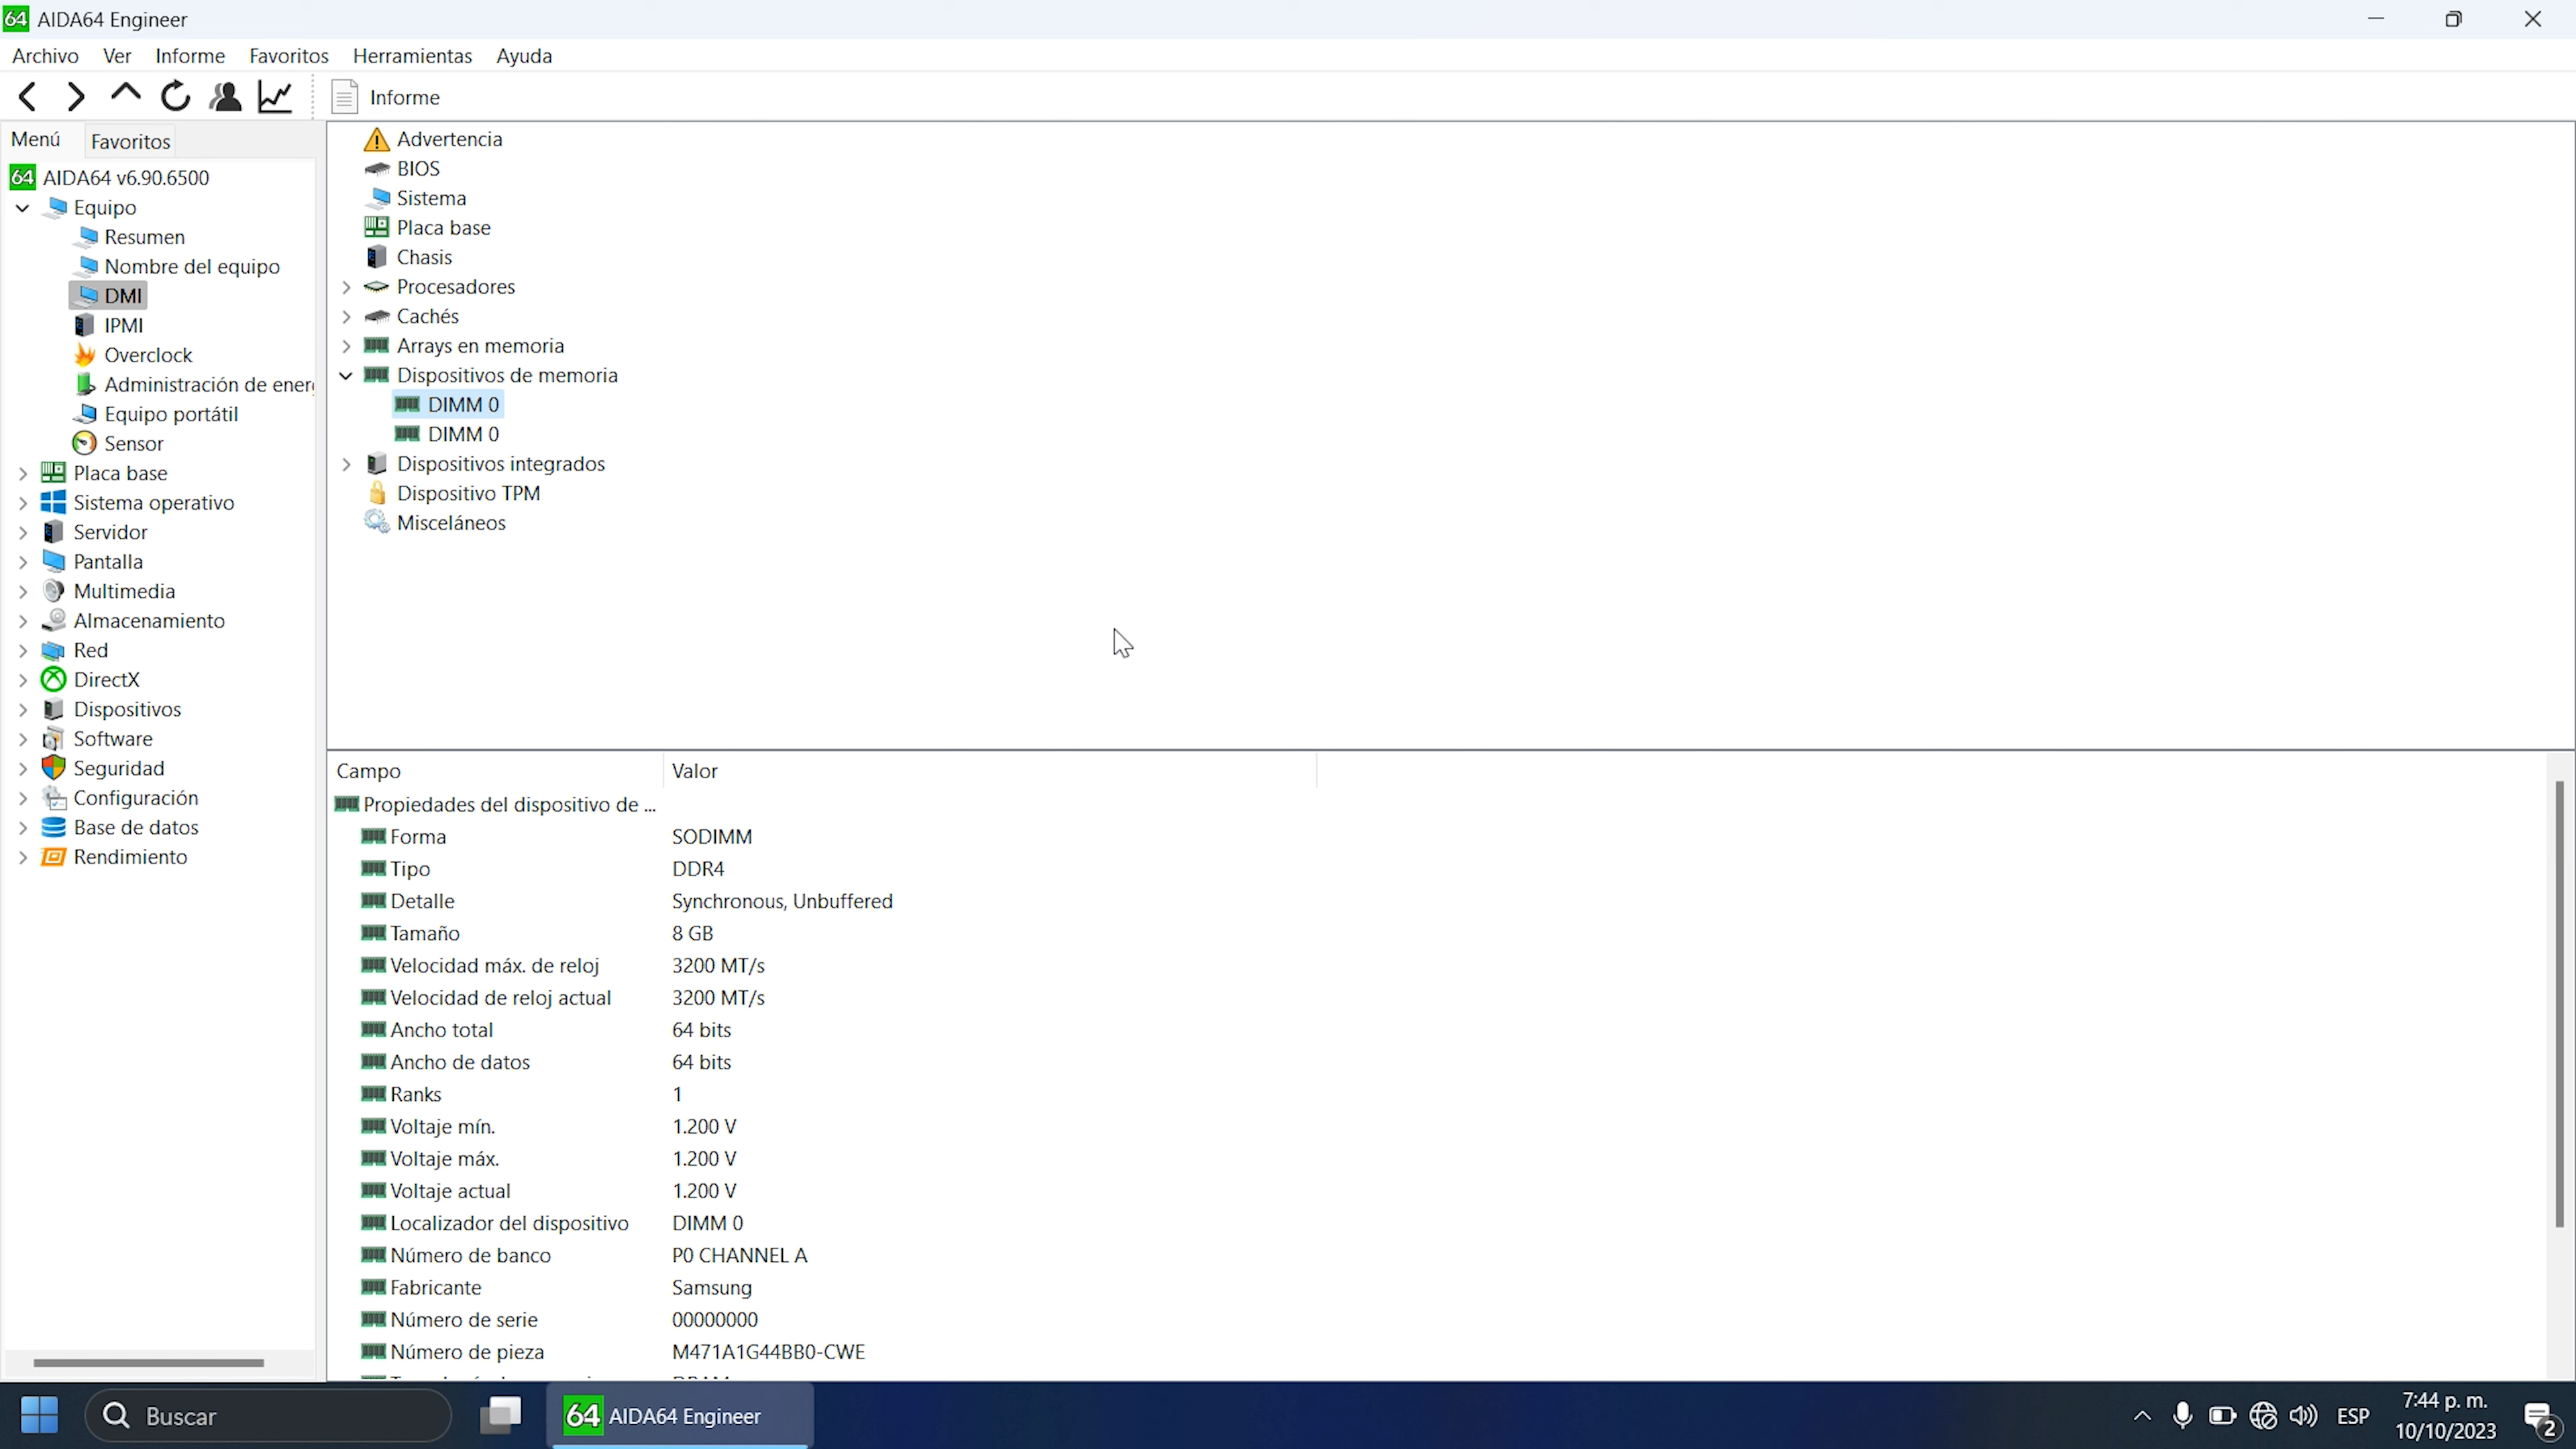 64 AIDA64 Engineer
Archivo Ver Informe Favoritos Herramientas Ayuda
Informe
Menú Favoritos
64 AIDA64 v6.90.6500
Equipo
Resumen
Nombre del equipo
DMI
IPMI
Overclock
Administración de ener
Equipo portátil
Sensor
Placa base
Sistema operativo
Servidor
Pantalla
Multimedia
Almacenamiento
Red
DirectX
Dispositivos
Software
Seguridad
Configuración
Base de datos
Rendimiento
Advertencia
BIOS
Sistema
Placa base
Chasis
Procesadores
Cachés
Arrays en memoria
Dispositivos de memoria
DIMM 0
DIMM 0
Dispositivos integrados
Dispositivo TPM
Misceláneos
Campo Valor
Propiedades del dispositivo de ...
Forma SODIMM
Tipo DDR4
Detalle Synchronous, Unbuffered
Tamaño 8 GB
Velocidad máx. de reloj 3200 MT/s
Velocidad de reloj actual 3200 MT/s
Ancho total 64 bits
Ancho de datos 64 bits
Ranks 1
Voltaje mín. 1.200 V
Voltaje máx. 1.200 V
Voltaje actual 1.200 V
Localizador del dispositivo DIMM 0
Número de banco P0 CHANNEL A
Fabricante Samsung
Número de serie 00000000
Número de pieza M471A1G44BB0-CWE
Buscar
64 AIDA64 Engineer
ESP
7:44 p. m.
10/10/2023
2